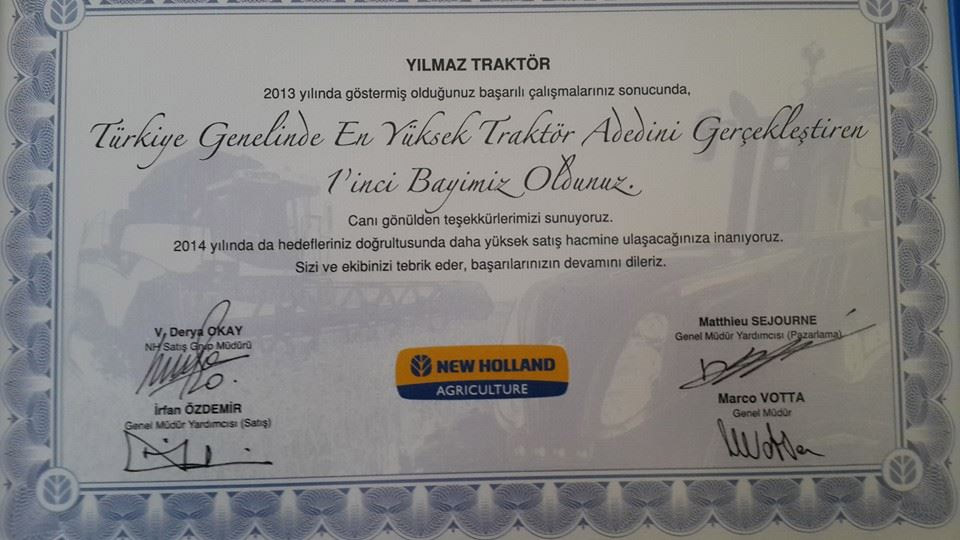 YILMAZ TRAKTÖR
2013 yılında göstermiş olduğunuz başarılı çalışmalarınız sonucunda,
Türkiye Genelinde En Yüksek Traktör Adedini Gerçekleştiren
1'inci Bayimiz Oldunuz.
Canı gönülden teşekkürlerimizi sunuyoruz.
2014 yılında da hedefleriniz doğrultusunda daha yüksek satış hacmine ulaşacağınıza inanıyoruz.
Sizi ve ekibinizi tebrik eder, başarılarınızın devamını dileriz.
V. Derya OKAY
NH Satış Grup Müdürü
İrfan ÖZDEMİR
Genel Müdür Yardımcısı (Satış)
NEW HOLLAND
AGRICULTURE
Matthieu SEJOURNE
Genel Müdür Yardımcısı (Pazarlama)
Marco VOTTA
Genel Müdür